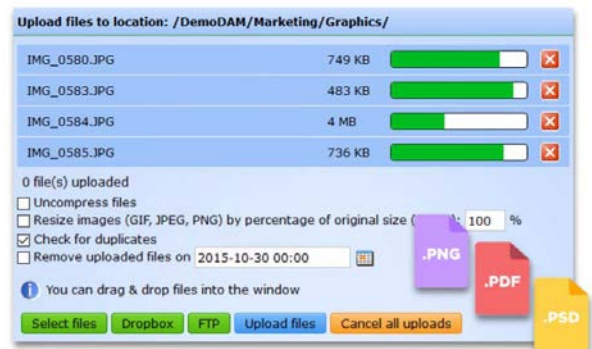 Upload files to location: /DemoDAM/Marketing/Graphics/
IMG_0580.JPG 749 KB
IMG_0583.JPG 483 KB
IMG_0584.JPG 4 MB
IMG_0585.JPG 736 KB
0 file(s) uploaded
Uncompress files
Resize images (GIF, JPEG, PNG) by percentage of original size ( ): 100 %
Check for duplicates
Remove uploaded files on 2015-10-30 00:00
You can drag & drop files into the window
Select files Dropbox FTP Upload files Cancel all uploads
.PNG
.PDF
.PSD